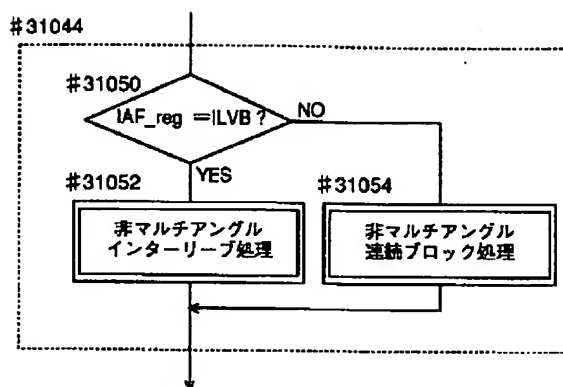 #31044
#31050
IAF_reg =ILVB ?
NO
YES
#31052
#31054
非マルチアングル
インターリーブ処理
非マルチアングル
連続ブロック処理